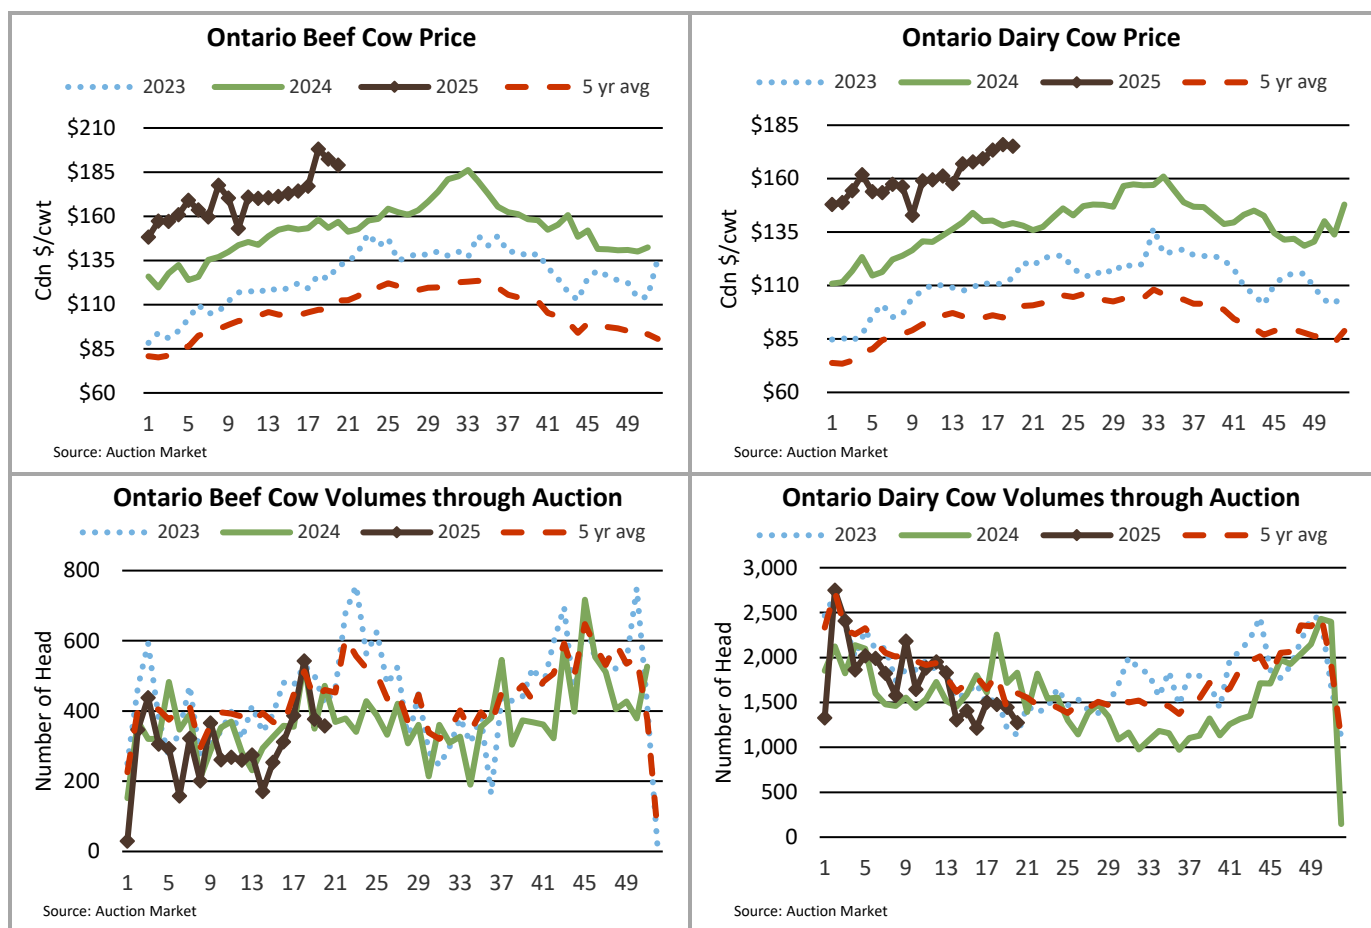 Ontario Beef Cow Price
2023 2024 2025 5 yr avg
$210
$185
$160
$135
$110
$85
$60
Cdn $/cwt
1 5 9 13 17 21 25 29 33 37 41 45 49
Source: Auction Market
Ontario Dairy Cow Price
2023 2024 2025 5 yr avg
$185
$160
$135
$110
$85
$60
Cdn $/cwt
1 5 9 13 17 21 25 29 33 37 41 45 49
Source: Auction Market
Ontario Beef Cow Volumes through Auction
2023 2024 2025 5 yr avg
800
600
400
200
0
Number of Head
1 5 9 13 17 21 25 29 33 37 41 45 49
Source: Auction Market
Ontario Dairy Cow Volumes through Auction
2023 2024 2025 5 yr avg
3,000
2,500
2,000
1,500
1,000
500
0
Number of Head
1 5 9 13 17 21 25 29 33 37 41 45 49
Source: Auction Market